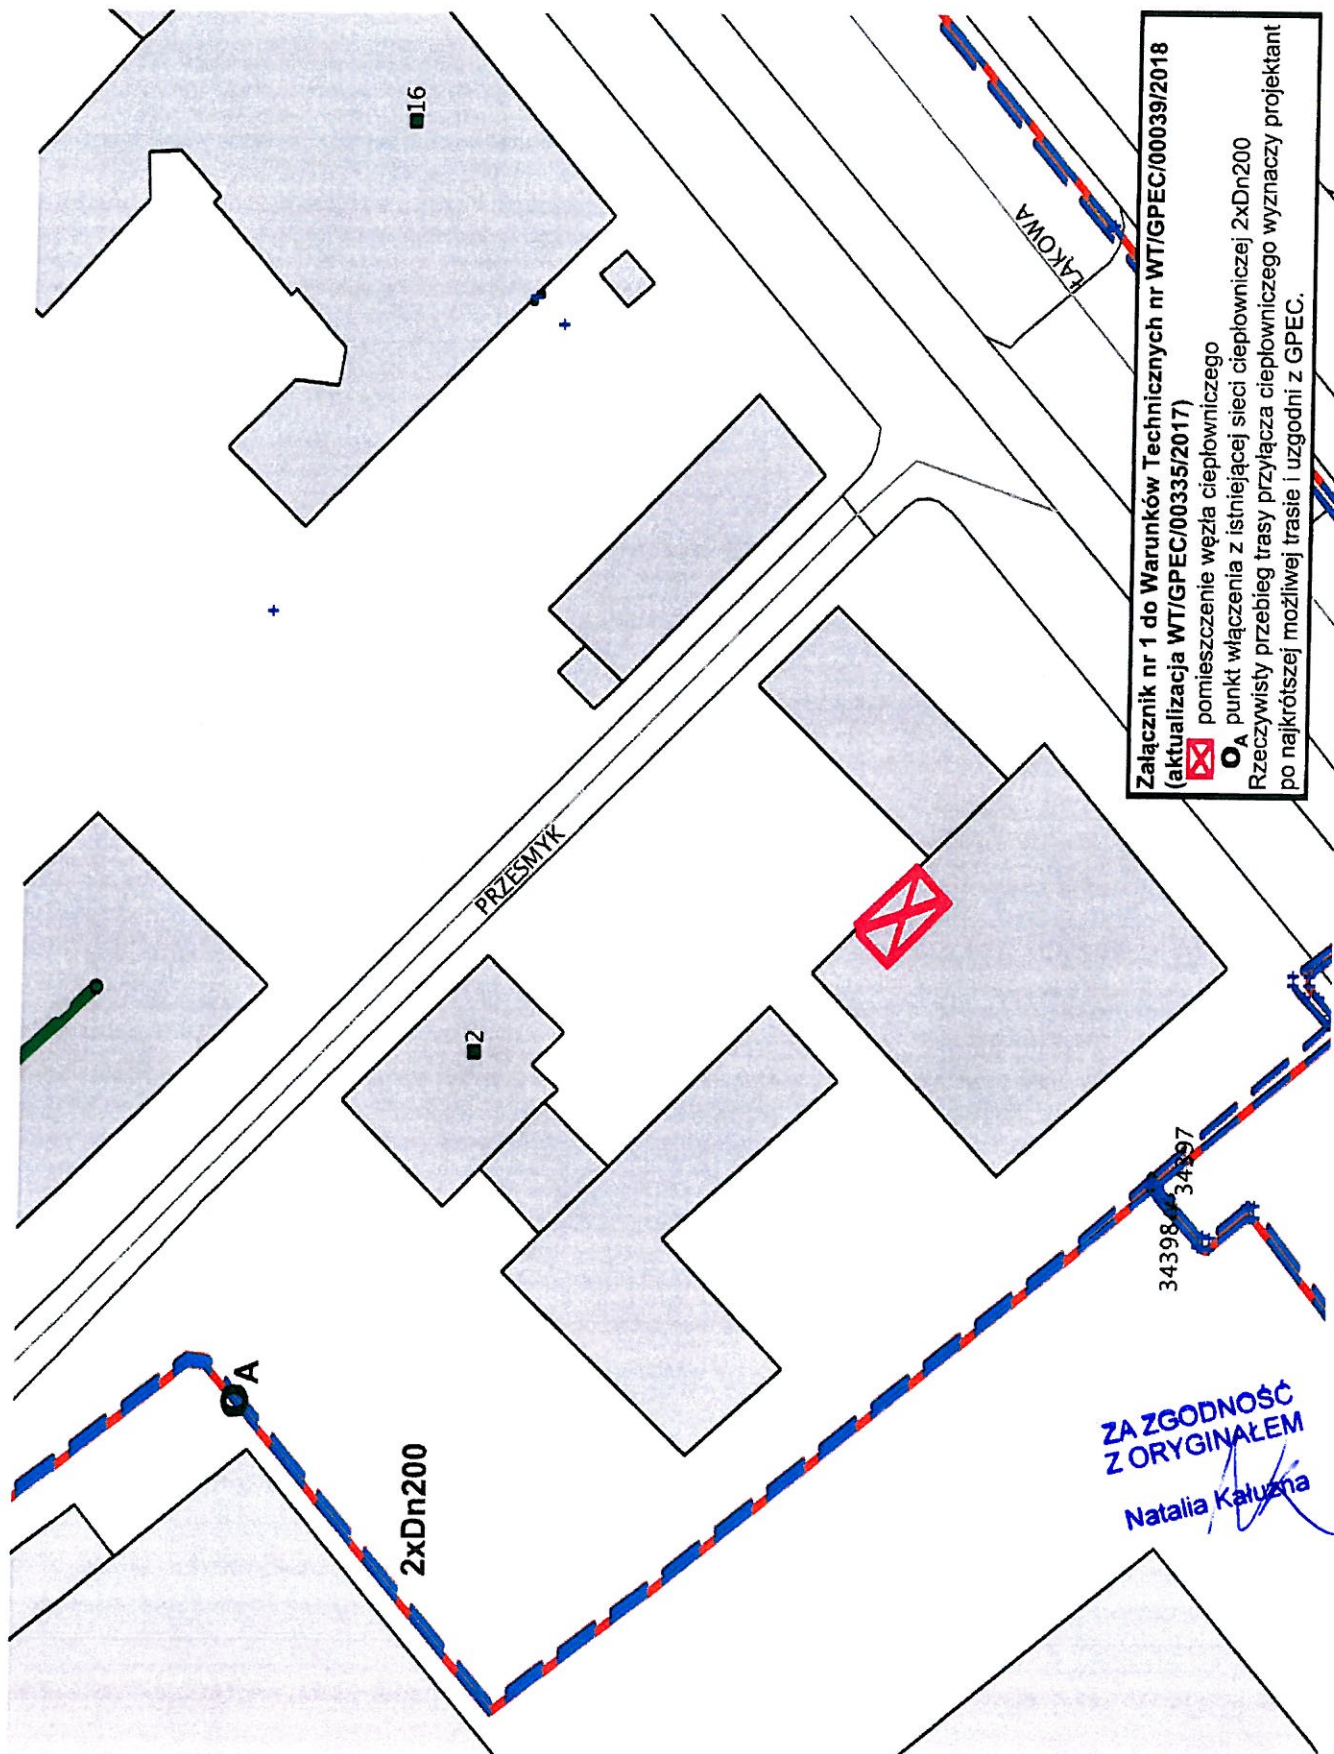 16
ŁĄKOWA
PRZESMYK
2
A
2xDn200
34397
34398
Załącznik nr 1 do Warunków Technicznych nr WT/GPEC/00039/2018
(aktualizacja WT/GPEC/00335/2017)
pomieszczenie węzła ciepłowniczego
A punkt włączenia z istniejącej sieci ciepłowniczej 2xDn200
Rzeczywisty przebieg trasy przyłącza ciepłowniczego wyznaczy projektant
po najkrótszej możliwej trasie i uzgodni z GPEC.
ZA ZGODNOŚĆ
Z ORYGINAŁEM
Natalia Kałużna